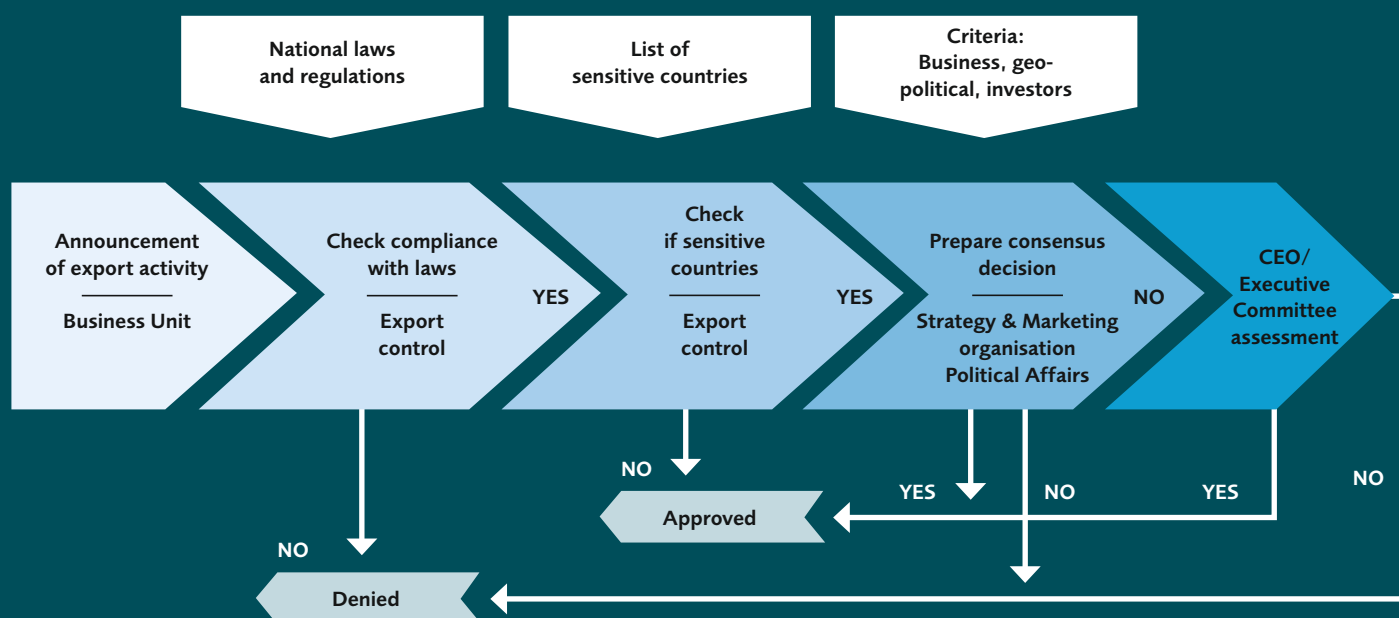 National laws
and regulations
List of
sensitive countries
Criteria:
Business, geo-
political, investors
Announcement
of export activity
Business Unit
Check compliance
with laws
Export
control
YES
Check
if sensitive
countries
Export
control
YES
Prepare consensus
decision
Strategy & Marketing
organisation
Political Affairs
NO
CEO/
Executive
Committee
assessment
NO
YES
NO
YES
NO
Approved
NO
Denied